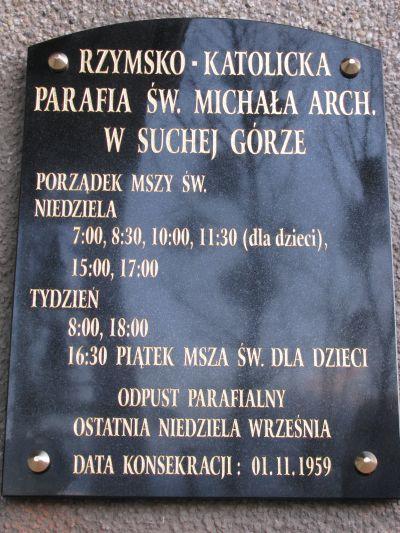 RZYMSKO - KATOLICKA
PARAFIA ŚW. MICHAŁA ARCH.
W SUCHEJ GÓRZE
PORZĄDEK MSZY ŚW.
NIEDZIELA
7:00, 8:30, 10:00, 11:30 (dla dzieci),
15:00, 17:00
TYDZIEŃ
8:00, 18:00
16:30 PIĄTEK MSZA ŚW. DLA DZIECI
ODPUST PARAFIALNY
OSTATNIA NIEDZIELA WRZEŚNIA
DATA KONSEKRACJI: 01.11.1959